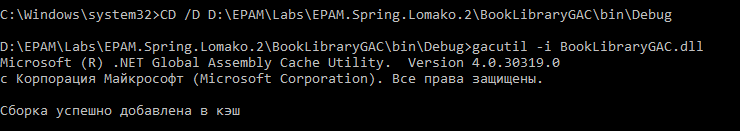 C:\Windows\system32>CD /D D:\EPAM\Labs\EPAM.Spring.Lomako.2\BookLibraryGAC\bin\Debug
D:\EPAM\Labs\EPAM.Spring.Lomako.2\BookLibraryGAC\bin\Debug>gacutil -i BookLibraryGAC.dll
Microsoft (R) .NET Global Assembly Cache Utility.  Version 4.0.30319.0
с Корпорация Майкрософт (Microsoft Corporation). Все права защищены.
Сборка успешно добавлена в кэш